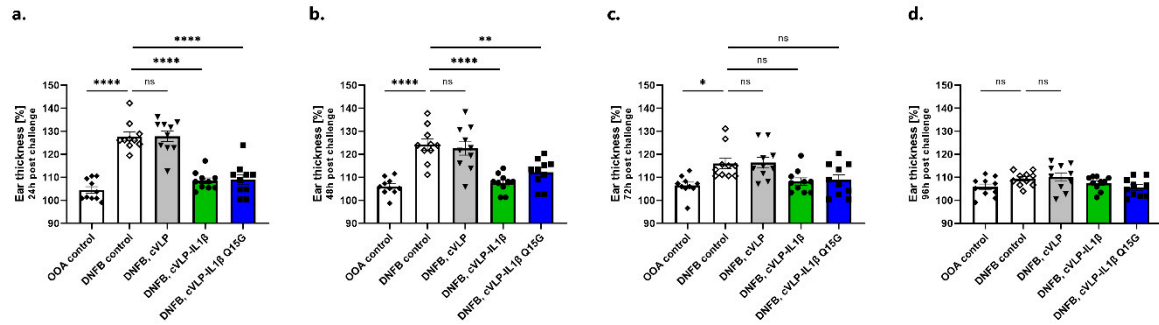 a.
Ear thickness [%]
24h post challenge
150
140
130
120
110
100
90
****
****
****
ns
OOA control
DNFB control
DNFB, cVLP
DNFB, cVLP-IL1β
DNFB, cVLP-IL1β Q15G
b.
Ear thickness [%]
48h post challenge
150
140
130
120
110
100
90
**
****
****
ns
OOA control
DNFB control
DNFB, cVLP
DNFB, cVLP-IL1β
DNFB, cVLP-IL1β Q15G
c.
Ear thickness [%]
72h post challenge
150
140
130
120
110
100
90
ns
ns
*
ns
OOA control
DNFB control
DNFB, cVLP
DNFB, cVLP-IL1β
DNFB, cVLP-IL1β Q15G
d.
Ear thickness [%]
96h post challenge
150
140
130
120
110
100
90
ns
ns
OOA control
DNFB control
DNFB, cVLP
DNFB, cVLP-IL1β
DNFB, cVLP-IL1β Q15G